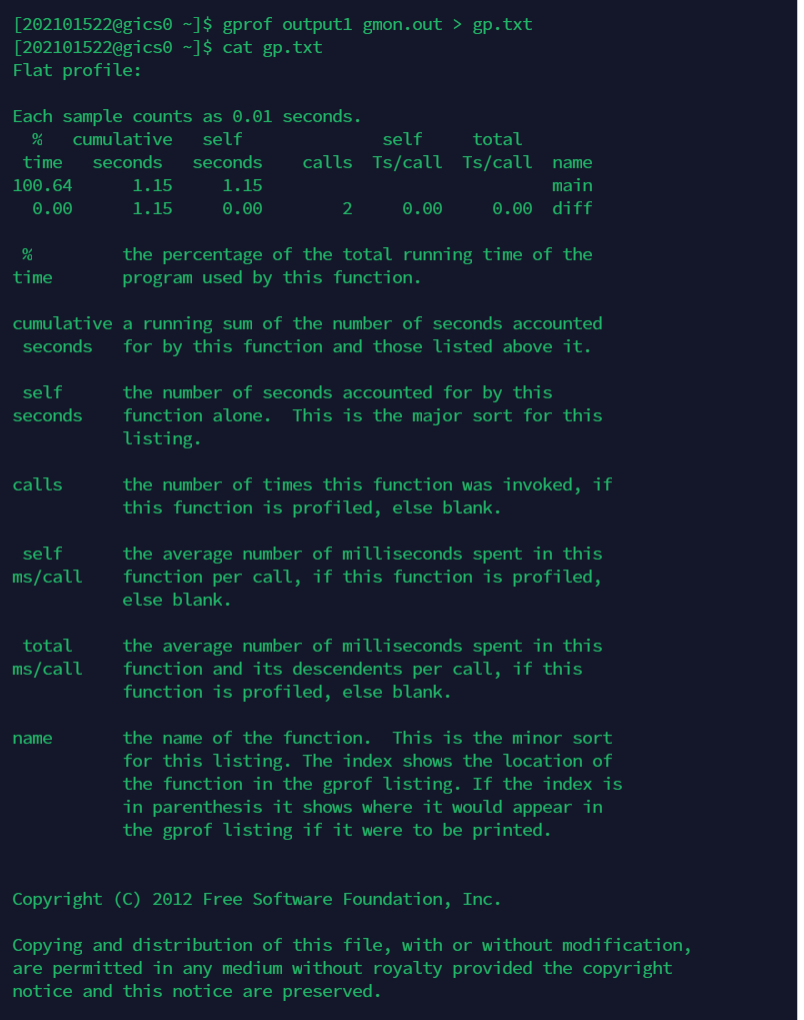 [202101522@gics0 ~]$ gprof output1 gmon.out > gp.txt
[202101522@gics0 ~]$ cat gp.txt
Flat profile:

Each sample counts as 0.01 seconds.
  %   cumulative   self              self     total
 time   seconds   seconds    calls  Ts/call  Ts/call  name
100.64      1.15     1.15                             main
  0.00      1.15     0.00        2     0.00     0.00  diff

 %         the percentage of the total running time of the
time       program used by this function.

cumulative a running sum of the number of seconds accounted
 seconds   for by this function and those listed above it.

 self      the number of seconds accounted for by this
seconds    function alone.  This is the major sort for this
           listing.

calls      the number of times this function was invoked, if
           this function is profiled, else blank.

 self      the average number of milliseconds spent in this
ms/call    function per call, if this function is profiled,
           else blank.

 total     the average number of milliseconds spent in this
ms/call    function and its descendents per call, if this
           function is profiled, else blank.

name       the name of the function.  This is the minor sort
           for this listing. The index shows the location of
           the function in the gprof listing. If the index is
           in parenthesis it shows where it would appear in
           the gprof listing if it were to be printed.


Copyright (C) 2012 Free Software Foundation, Inc.

Copying and distribution of this file, with or without modification,
are permitted in any medium without royalty provided the copyright
notice and this notice are preserved.